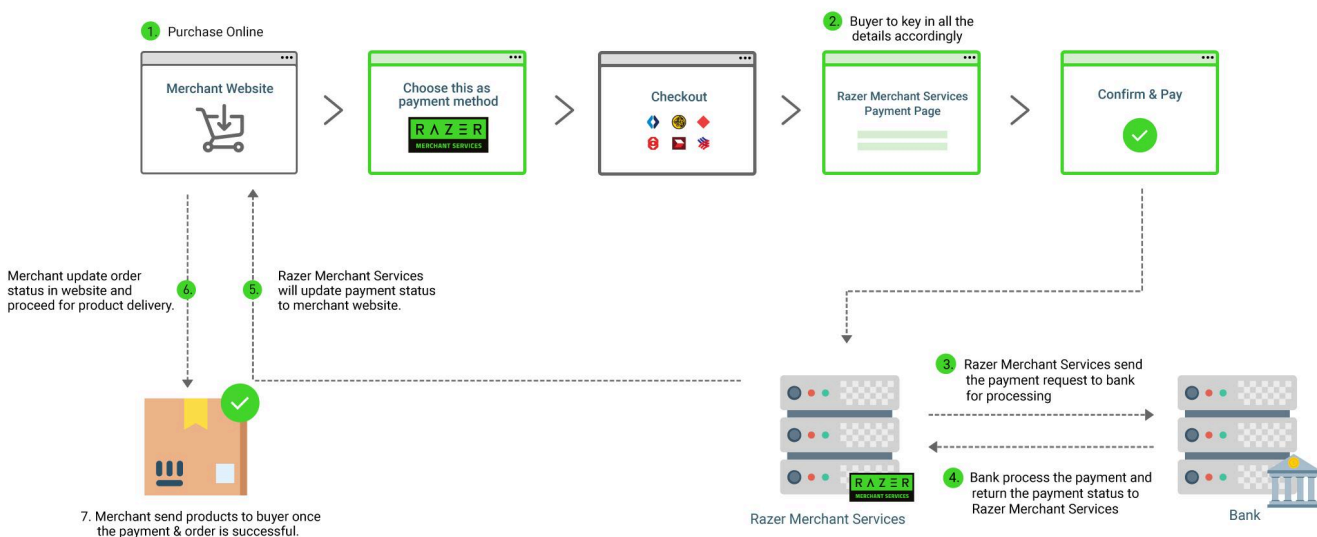 1. Purchase Online
2. Buyer to key in all the
details accordingly
Merchant Website
Choose this as
payment method
RAZER
MERCHANT SERVICES
Checkout
Razer Merchant Services
Payment Page
Confirm & Pay
Merchant update order
status in website and
proceed for product delivery.
6.
5.
Razer Merchant Services
will update payment status
to merchant website.
3. Razer Merchant Services send
the payment request to bank
for processing
4. Bank process the payment and
return the payment status to
Razer Merchant Services
RAZER
MERCHANT SERVICES
Razer Merchant Services
Bank
7. Merchant send products to buyer once
the payment & order is successful.